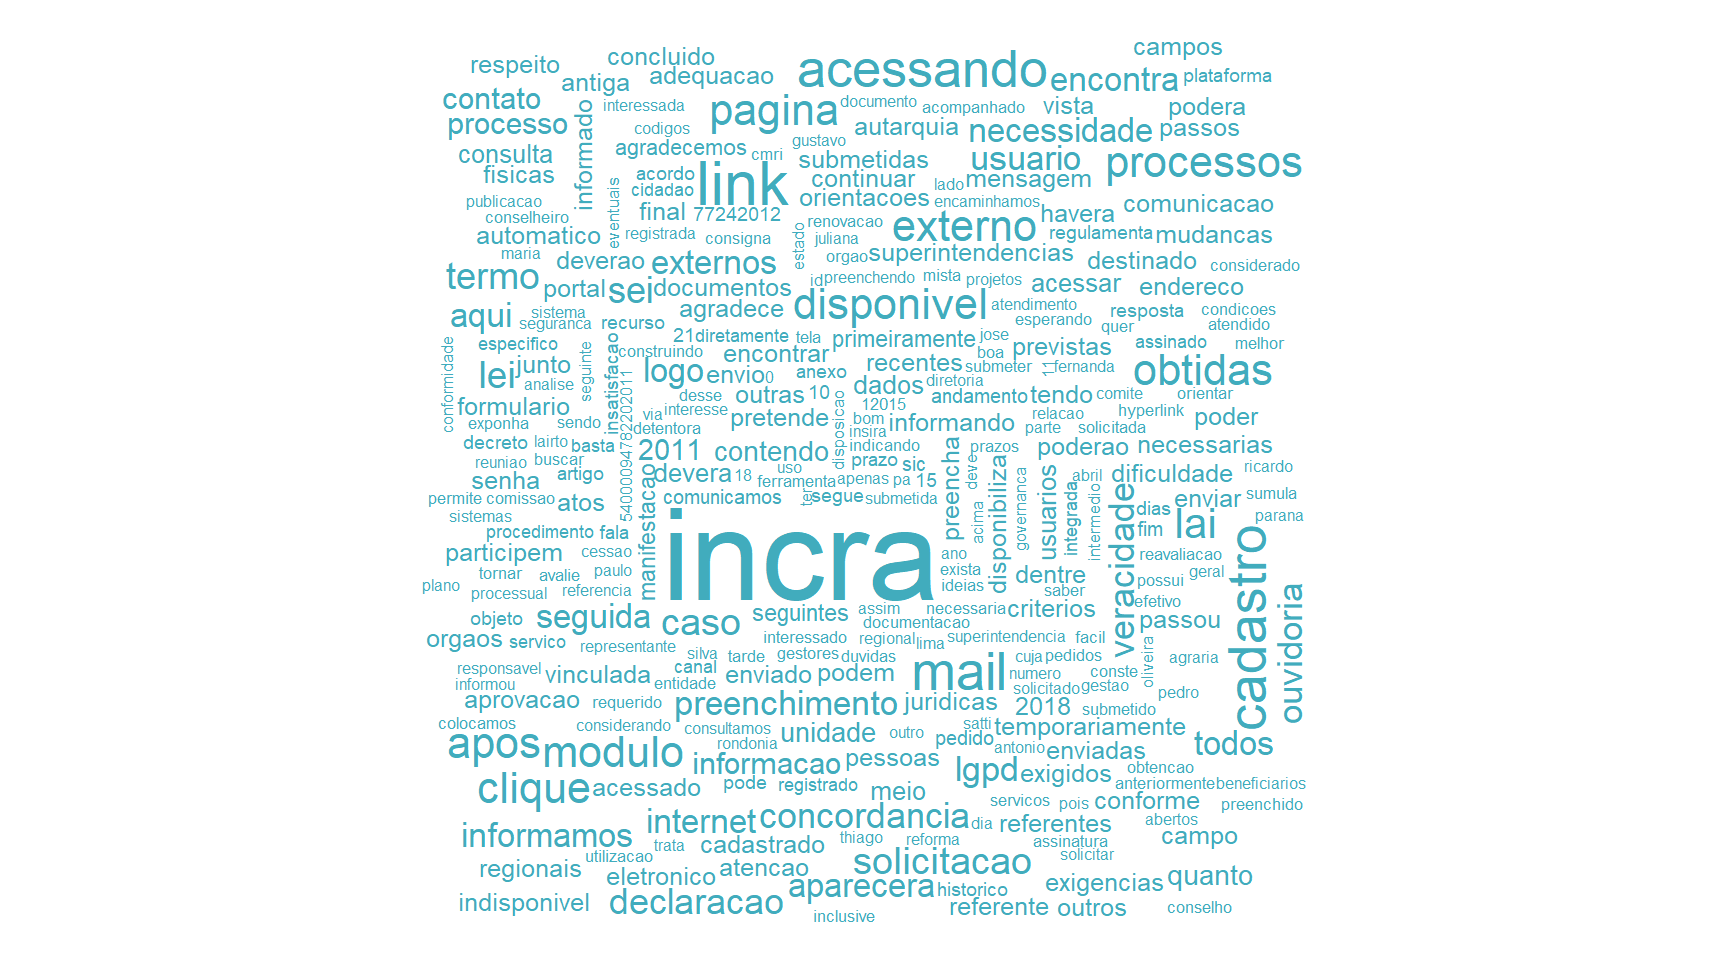 concluido
campos
respeito
antiga
adequacao
acessando
encontra
plataforma
contato
interessada
pagina
documento
acompanhado
vista
podera
processo
informado
codigos
autarquia
necessidade
passos
consulta
agradecemos
cmri
gustavo
submetidas
usuario
processos
fisicas
acordo
link
continuar
lado
mensagem
cidadao
publicacao
eventuais
final
77242012
orientacoes
encaminhamos
havera
comunicacao
conselheiro
renovacao
externo
automatico
registrada
consigna
estado
juliana
regulamenta
mudancas
maria
deverao
externos
orgao
superintendencias
destinado
considerado
termo
portal
sei
documentos
id
preenchendo
mista
projetos
acessar
endereco
aqui
sistema
agradece
disponivel
atendimento
resposta
condicoes
seguranca
recurso
esperando
quer
atendido
conformidade
especifico
21
diretamente
tela
primeiramente
jose
assinado
melhor
construindo
encontrar
boa
previstas
lei
junto
seguinte
insatisfacao
logo
envio
0
anexo
recentes
submeter
11
fernanda
obtidas
analise
dados
diretoria
formulario
desse
outras
10
12015
andamento
tendo
comite
orientar
exponha
sendo
54000094782202011
via
interesse
pretende
disposicao
bom
informando
relacao
hyperlink
poder
detentora
insira
parte
solicitada
decreto
lairto
basta
2011
contendo
indicando
preencha
prazos
poderao
necessarias
reuniao
buscar
prazo
sic
senha
artigo
manifestacao
devera
18
uso
ferramenta
apenas
pa
15
deve
disponibiliza
governanca
usuarios
integrada
abril
intermedio
dificuldade
ricardo
permite
comissao
atos
comunicamos
ter
segue
submetida
veracidade
dias
enviar
sumula
sistemas
acima
fim
lai
parana
procedimento
fala
incra
participem
cessao
ano
reavaliacao
cadastro
plano
tornar
avalie
paulo
exista
dentre
possui
geral
processual
referencia
ideias
saber
efetivo
ouvidoria
objeto
seguida
caso
seguintes
assim
necessaria
criterios
passou
documentacao
orgaos
servico
representante
interessado
regional
lima
superintendencia
facil
oliveira
silva
tarde
gestores
duvidas
cuja
pedidos
agraria
responsavel
vinculada
canal
enviado
podem
mail
numero
conste
informou
entidade
solicitado
gestao
pedro
aprovacao
requerido
preenchimento
juridicas
2018
submetido
colocamos
considerando
consultamos
satti
temporariamente
apos
modulo
rondonia
unidade
outro
pedido
antonio
enviadas
todos
informacao
pessoas
lgpd
exigidos
obtencao
clique
acessado
pode
registrado
meio
anteriormente
beneficiarios
servicos
pois
conforme
preenchido
informamos
internet
concordancia
dia
referentes
abertos
trata
cadastrado
thiago
reforma
assinatura
campo
utilizacao
solicitar
regionais
eletronico
atencao
solicitacao
exigencias
quanto
aparecera
historico
indisponivel
declaracao
referente
outros
conselho
inclusive